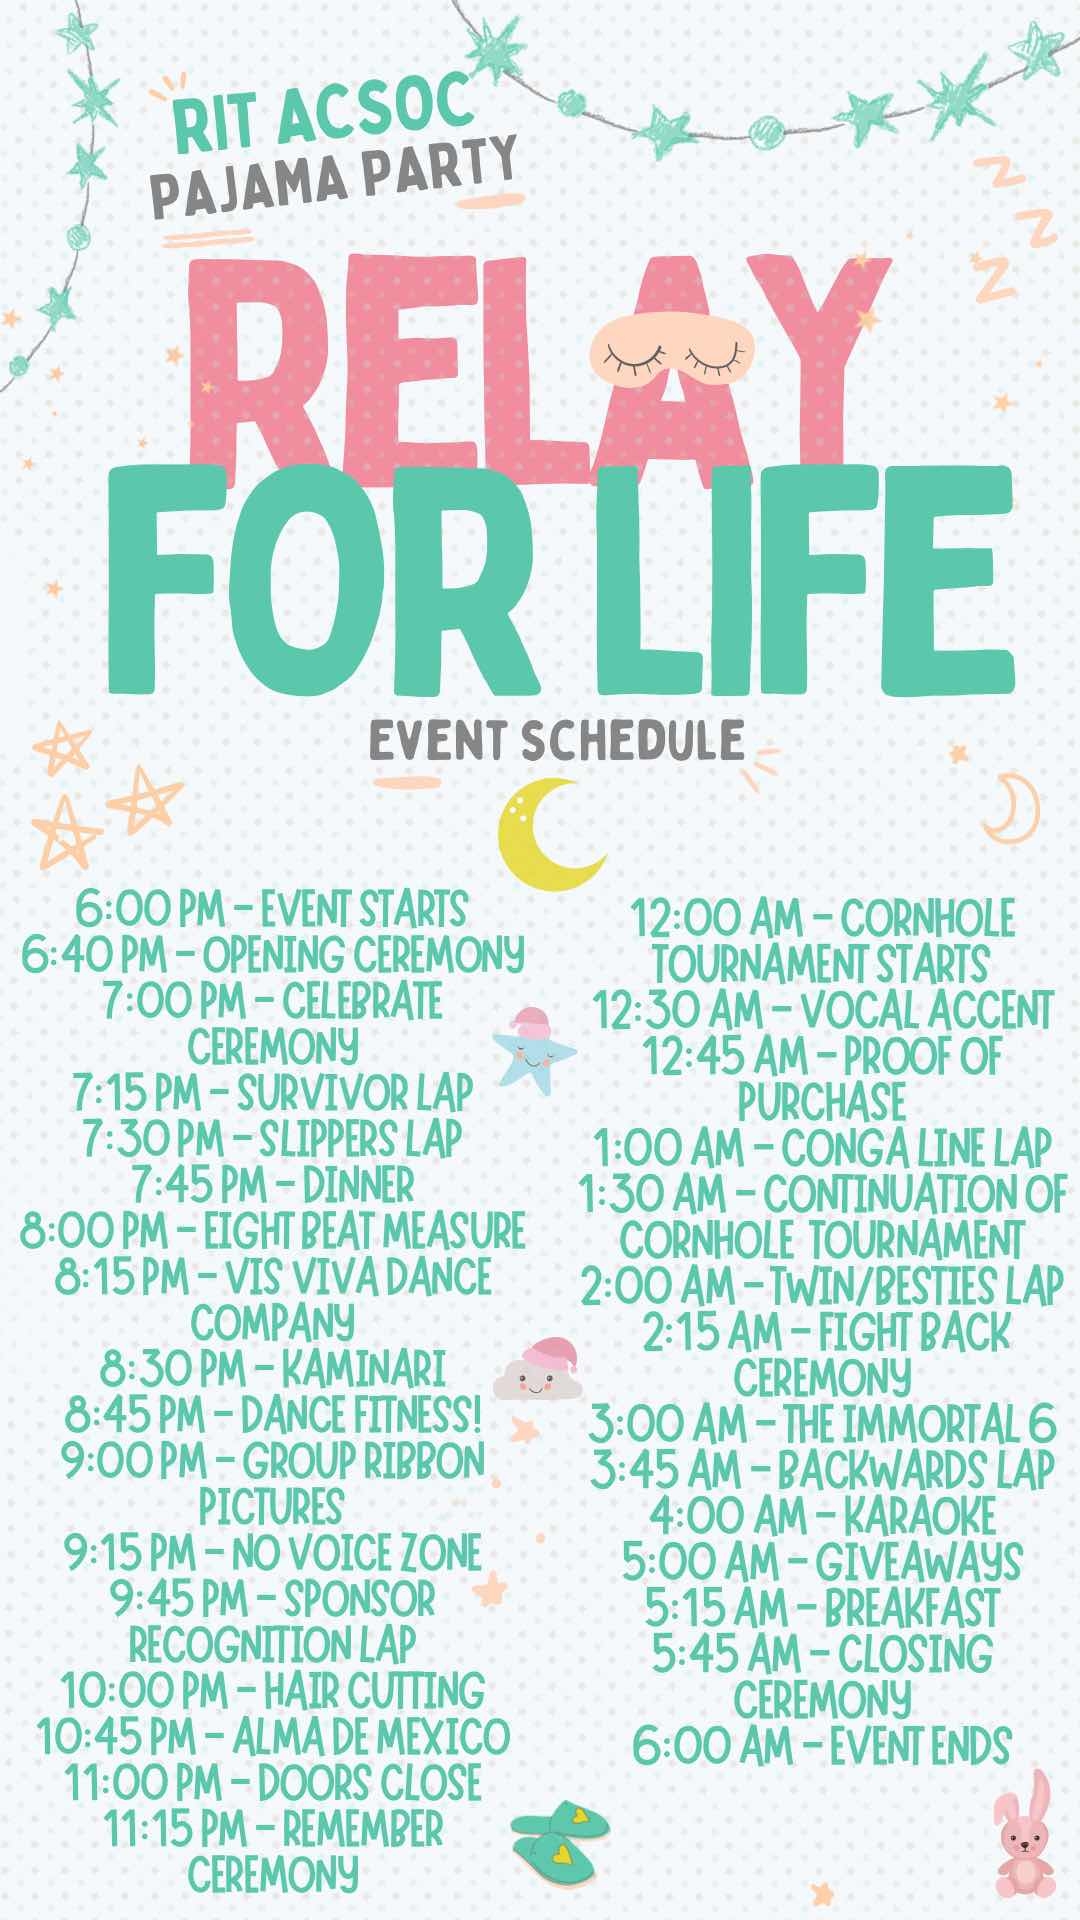 RIT ACSOC
PAJAMA PARTY
Z
Z
Z
RELAY
FOR LIFE
EVENT SCHEDULE
6:00 PM - EVENT STARTS
6:40 PM - OPENING CEREMONY
7:00 PM - CELEBRATE
CEREMONY
7:15 PM - SURVIVOR LAP
7:30 PM - SLIPPERS LAP
7:45 PM - DINNER
8:00 PM - EIGHT BEAT MEASURE
8:15 PM - VIS VIVA DANCE
COMPANY
8:30 PM - KAMINARI
8:45 PM - DANCE FITNESS!
9:00 PM - GROUP RIBBON
PICTURES
9:15 PM - NO VOICE ZONE
9:45 PM - SPONSOR
RECOGNITION LAP
10:00 PM - HAIR CUTTING
10:45 PM - ALMA DE MEXICO
11:00 PM - DOORS CLOSE
11:15 PM - REMEMBER
CEREMONY
12:00 AM - CORNHOLE
TOURNAMENT STARTS
12:30 AM - VOCAL ACCENT
12:45 AM - PROOF OF
PURCHASE
1:00 AM - CONGA LINE LAP
1:30 AM - CONTINUATION OF
CORNHOLE TOURNAMENT
2:00 AM - TWIN/BESTIES LAP
2:15 AM - FIGHT BACK
CEREMONY
3:00 AM - THE IMMORTAL 6
3:45 AM - BACKWARDS LAP
4:00 AM - KARAOKE
5:00 AM - GIVEAWAYS
5:15 AM - BREAKFAST
5:45 AM - CLOSING
CEREMONY
6:00 AM - EVENT ENDS